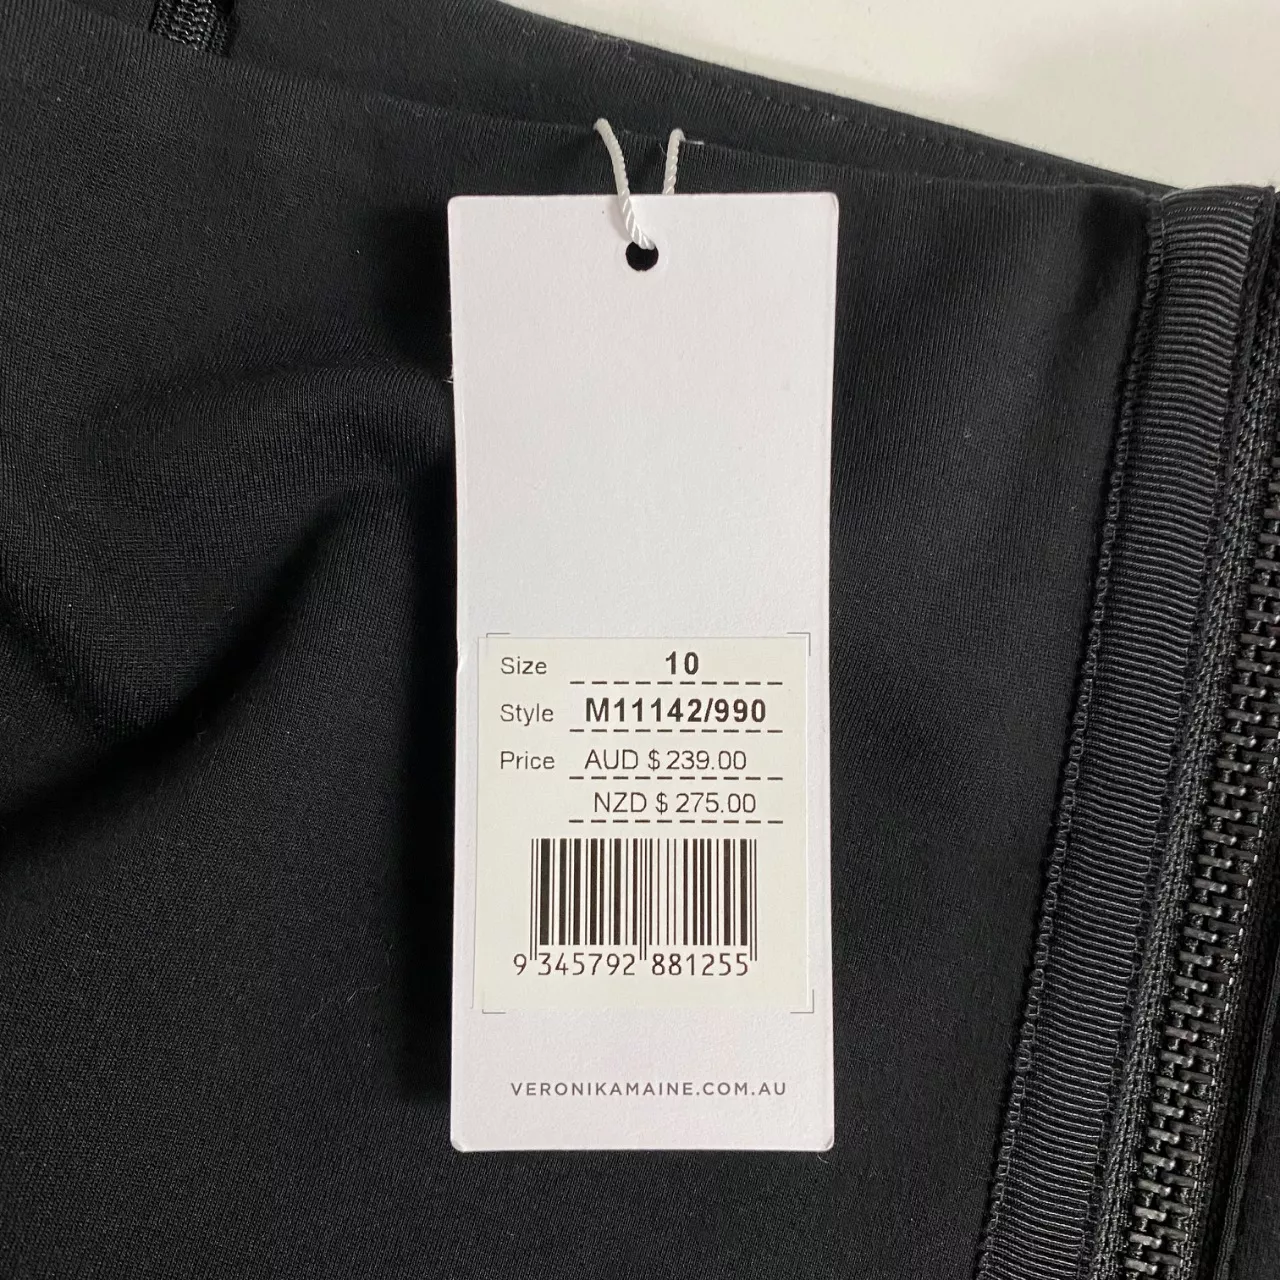 Size 10
Style M11142/990
Price AUD $ 239.00
NZD $ 275.00
9 345792 881255
VERONIKAMAINE.COM.AU